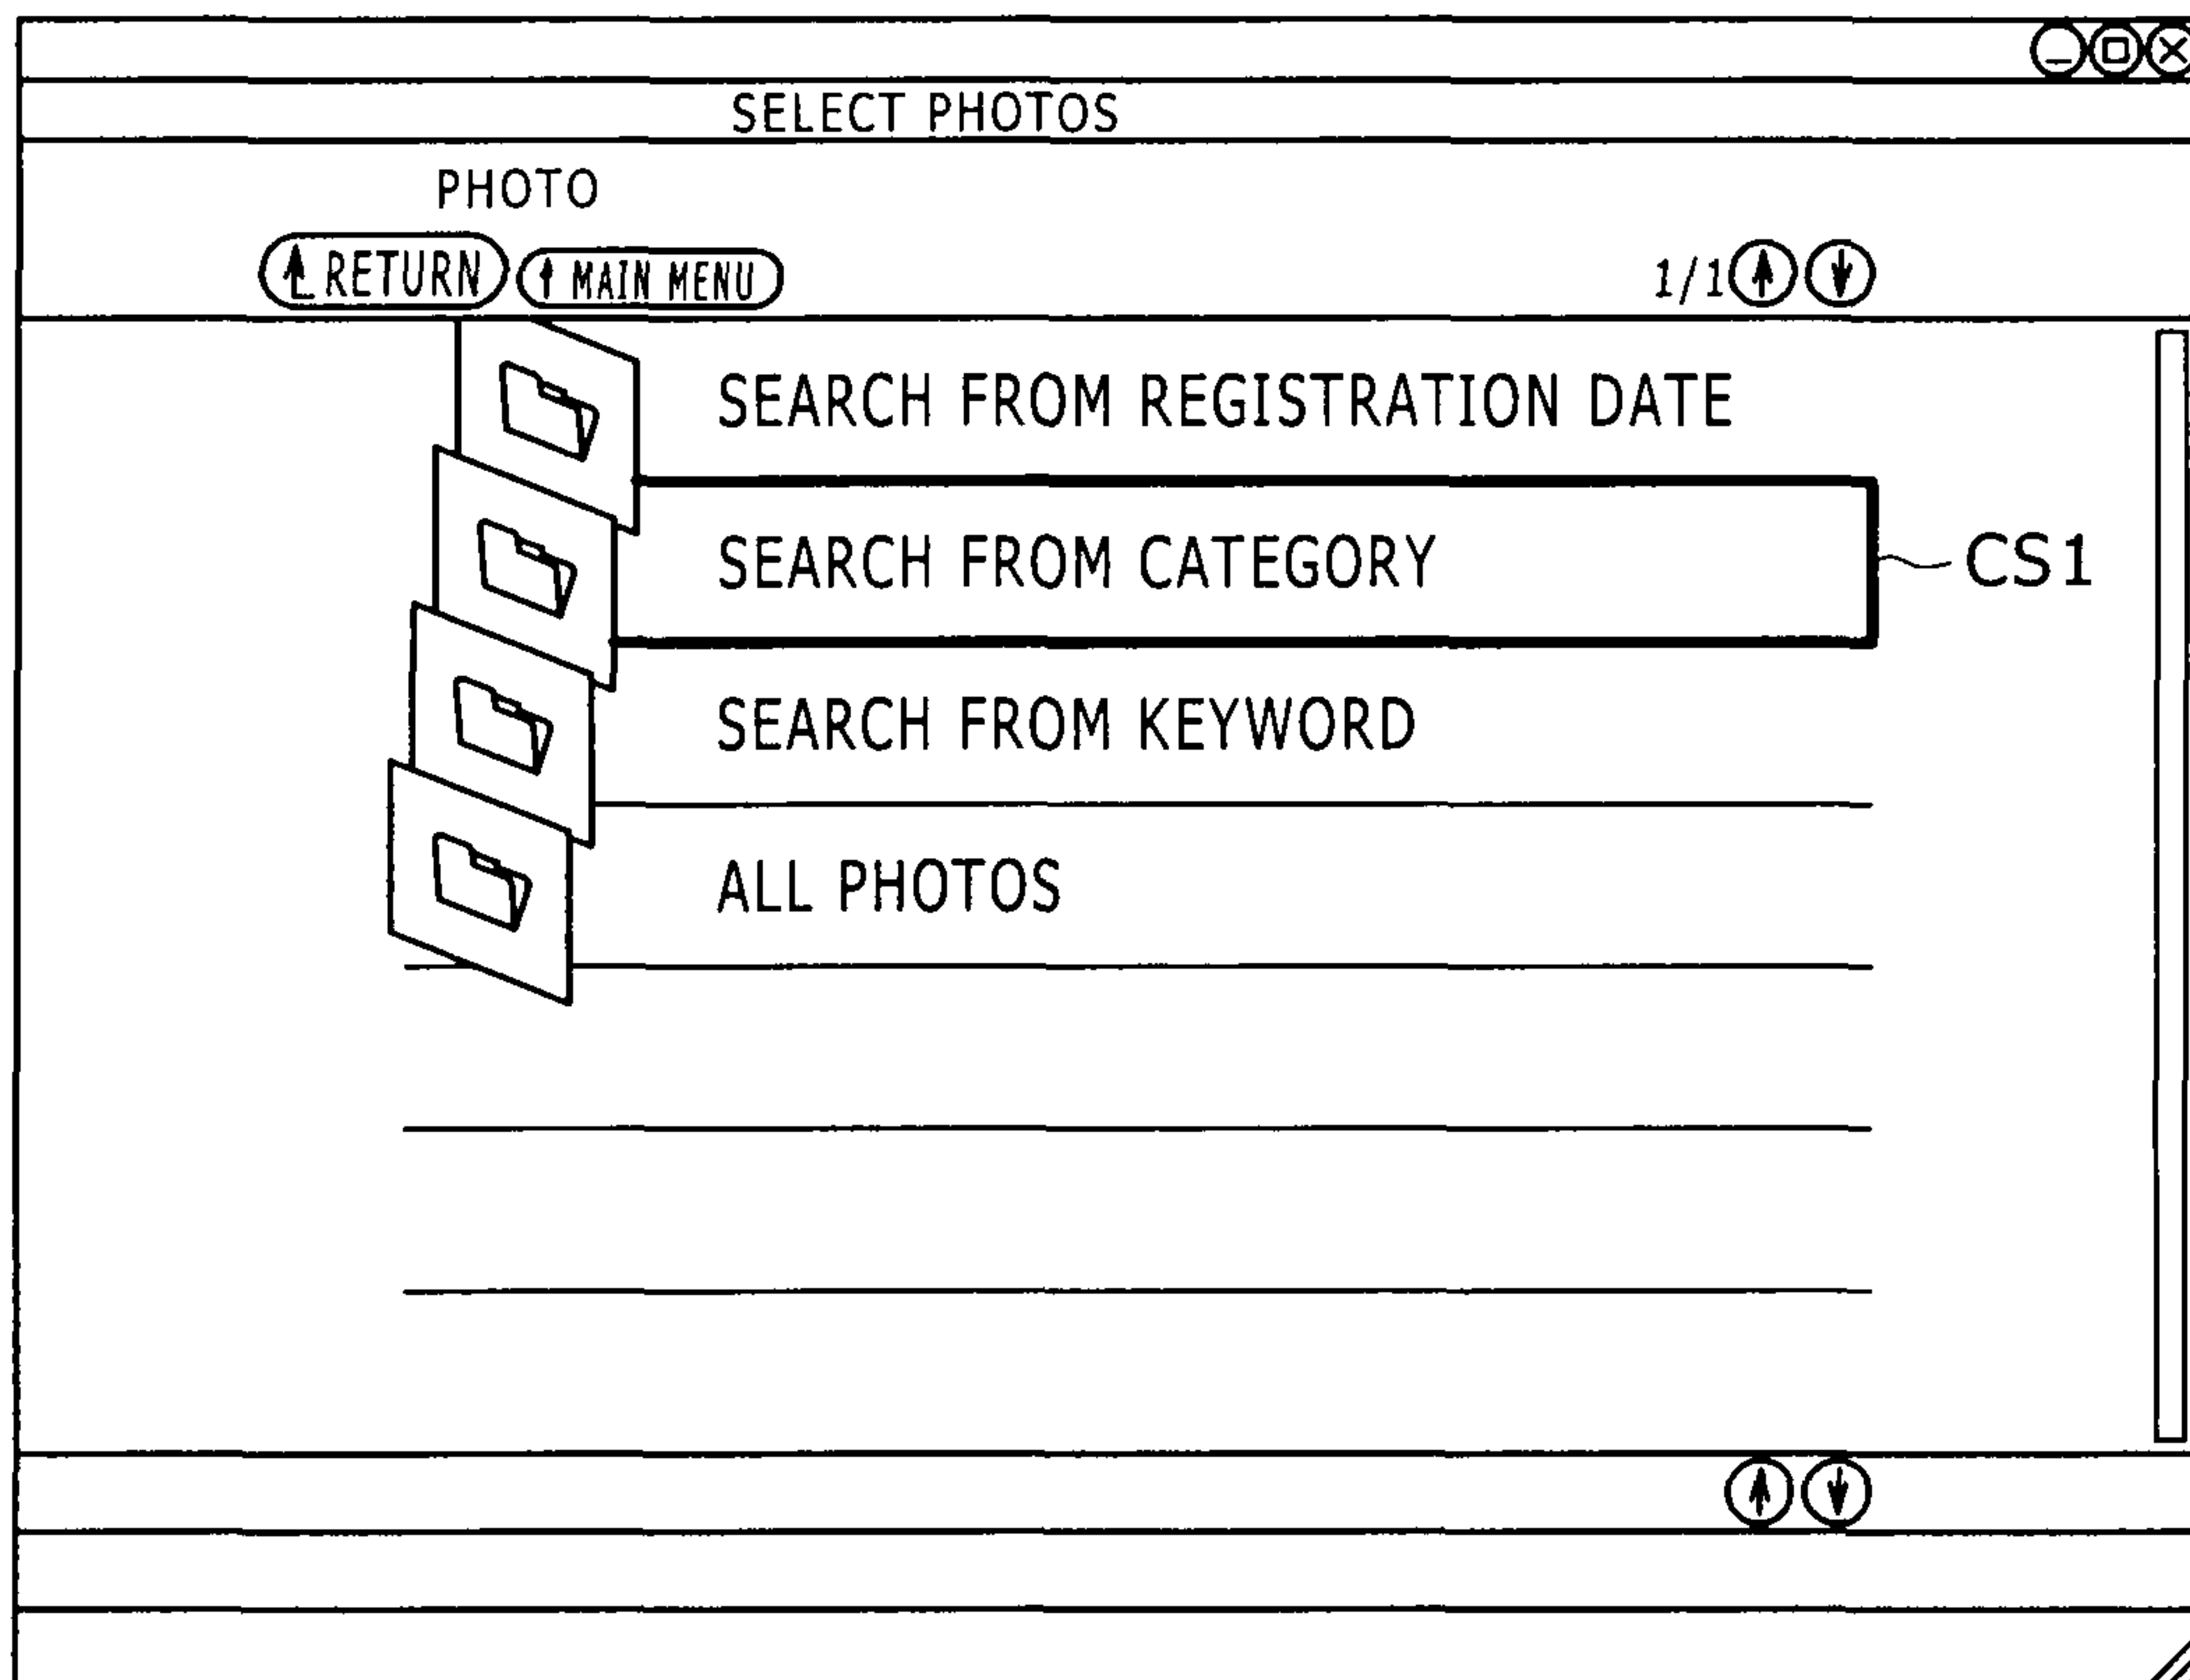 SELECT PHOTOS
PHOTO
RETURN MAIN MENU 1/1
SEARCH FROM REGISTRATION DATE
SEARCH FROM CATEGORY CS1
SEARCH FROM KEYWORD
ALL PHOTOS